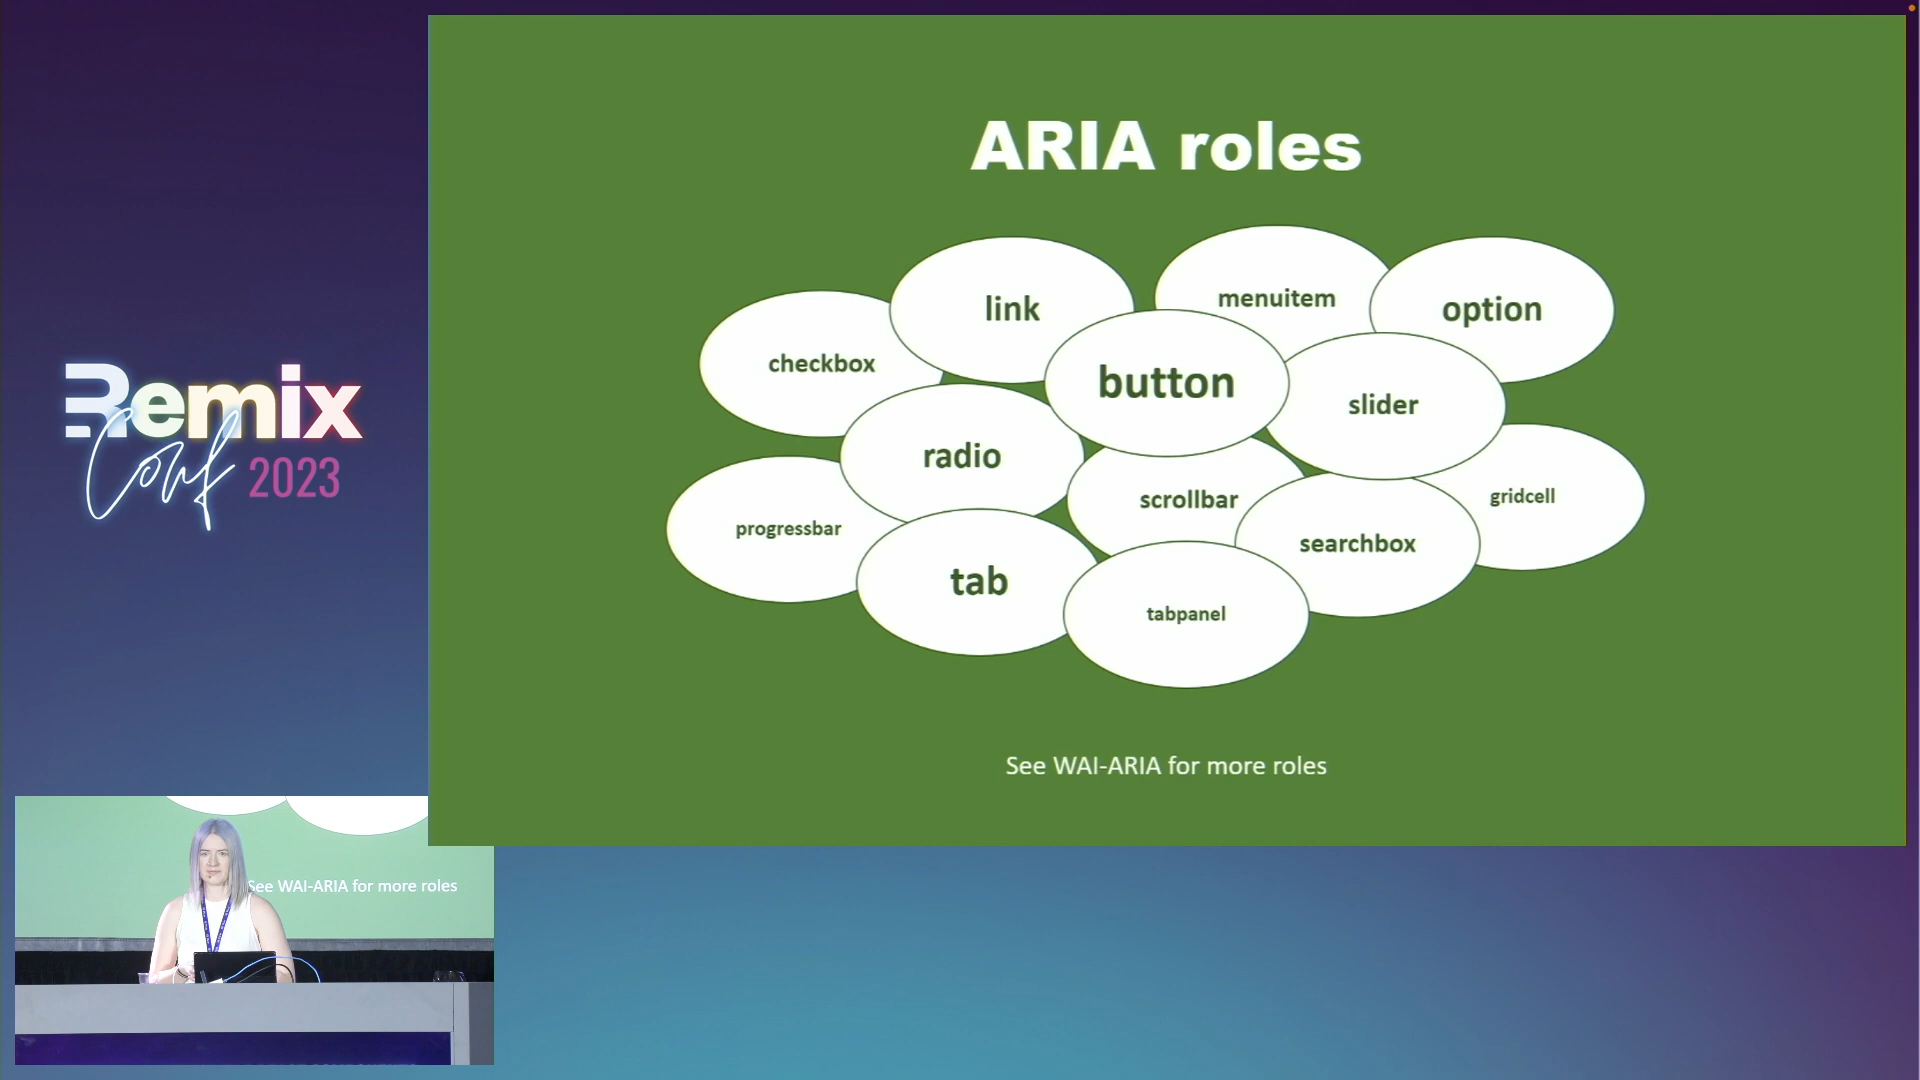 ARIA roles
link
menuitem
option
checkbox
button
slider
radio
scrollbar
gridcell
progressbar
searchbox
tab
tabpanel
See WAI-ARIA for more roles
Remix
Conf 2023
See WAI-ARIA for more roles